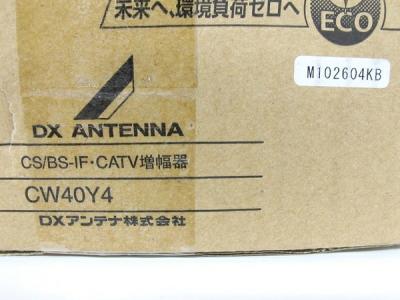 未来へ、環境負荷ゼロへ
ECO
M102604KB
DX ANTENNA
CS/BS-IF・CATV増幅器
CW40Y4
DXアンテナ株式会社